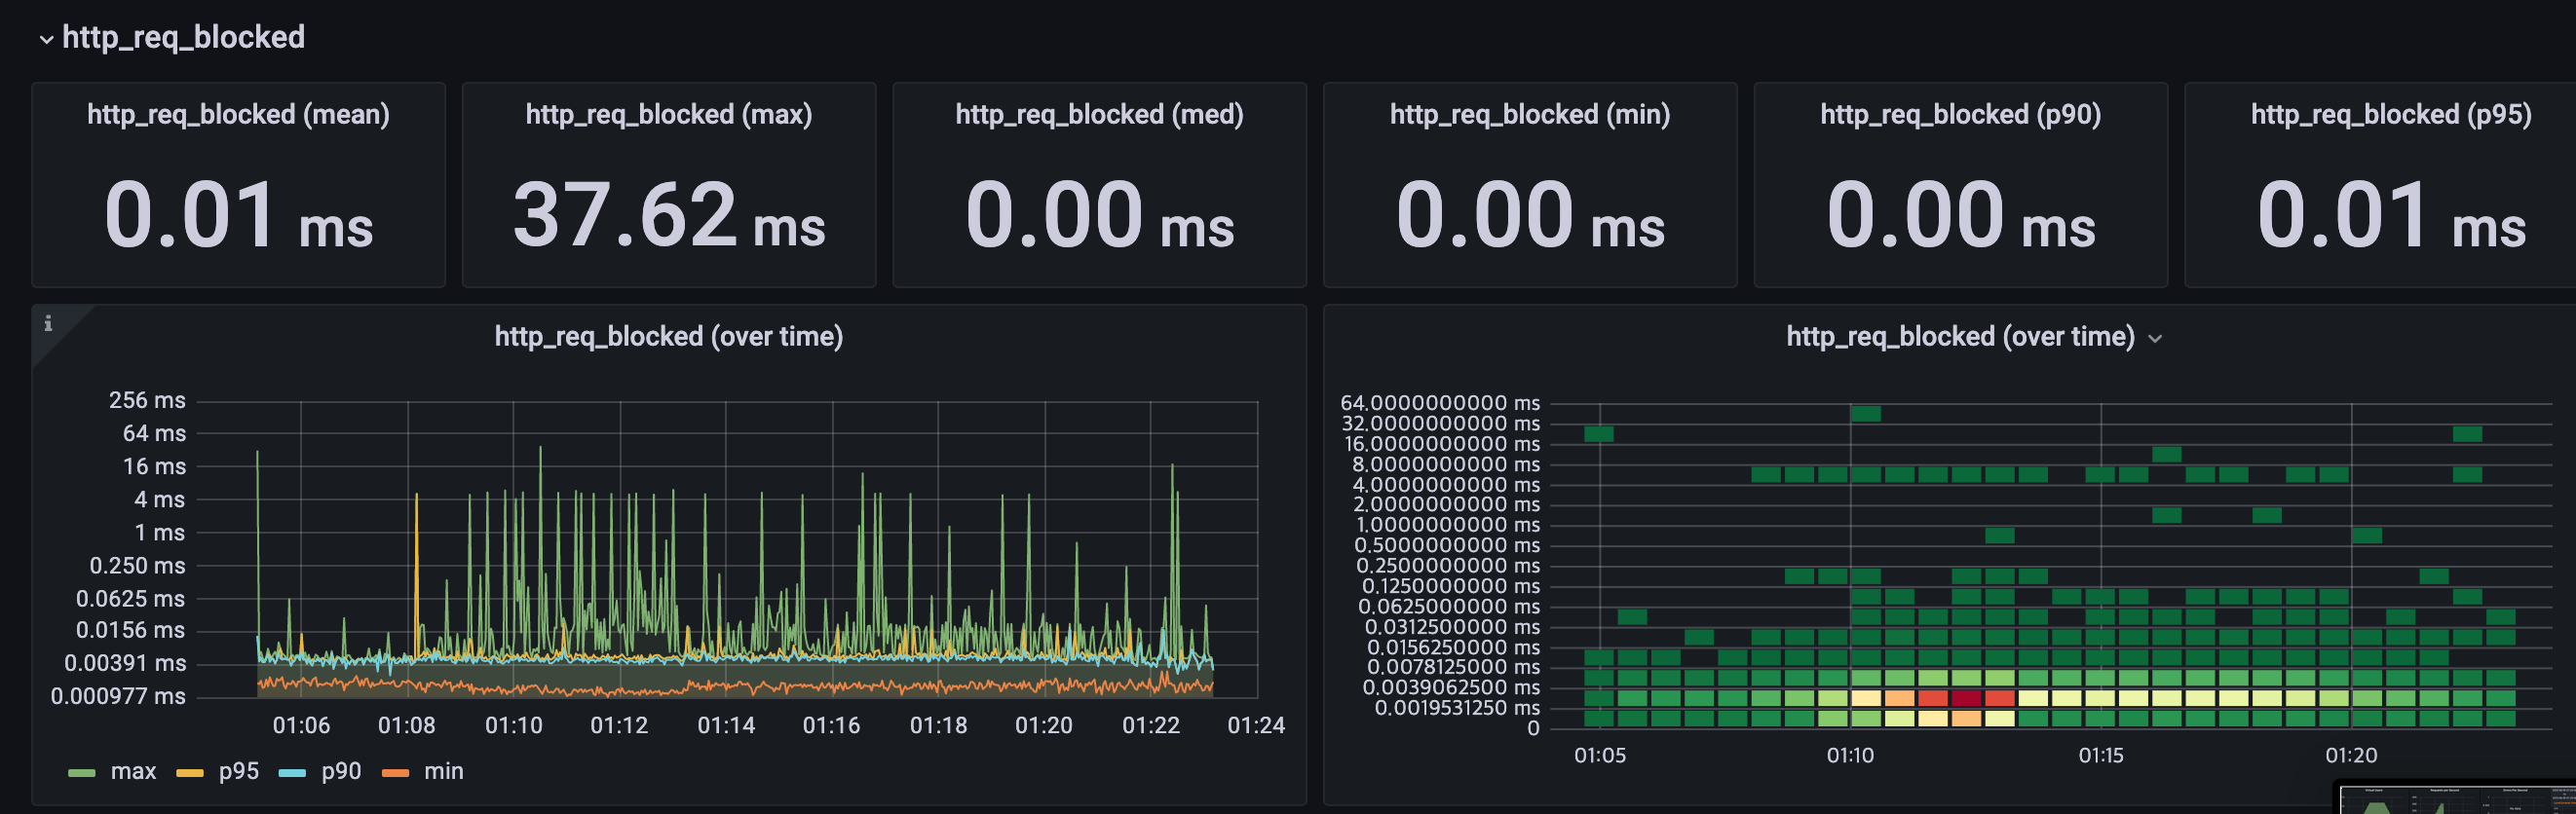 http_req_blocked
http_req_blocked (mean)
0.01 ms
http_req_blocked (max)
37.62 ms
http_req_blocked (med)
0.00 ms
http_req_blocked (min)
0.00 ms
http_req_blocked (p90)
0.00 ms
http_req_blocked (p95)
0.01 ms
i
http_req_blocked (over time)
256 ms
64 ms
16 ms
4 ms
1 ms
0.250 ms
0.0625 ms
0.0156 ms
0.00391 ms
0.000977 ms
01:06 01:08 01:10 01:12 01:14 01:16 01:18 01:20 01:22 01:24
max p95 p90 min
http_req_blocked (over time)
64.0000000000 ms
32.0000000000 ms
16.0000000000 ms
8.0000000000 ms
4.0000000000 ms
2.0000000000 ms
1.0000000000 ms
0.5000000000 ms
0.2500000000 ms
0.1250000000 ms
0.0625000000 ms
0.0312500000 ms
0.0156250000 ms
0.0078125000 ms
0.0039062500 ms
0.0019531250 ms
0
01:05 01:10 01:15 01:20